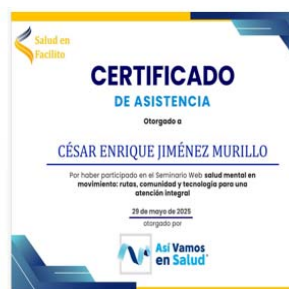 Salud en
Facilito
CERTIFICADO
DE ASISTENCIA
Otorgado a
CÉSAR ENRIQUE JIMÉNEZ MURILLO
Por haber participado en el Seminario Web salud mental en
movimiento: rutas, comunidad y tecnología para una
atención integral
29 de mayo de 2025
otorgado por
Así Vamos
en Salud